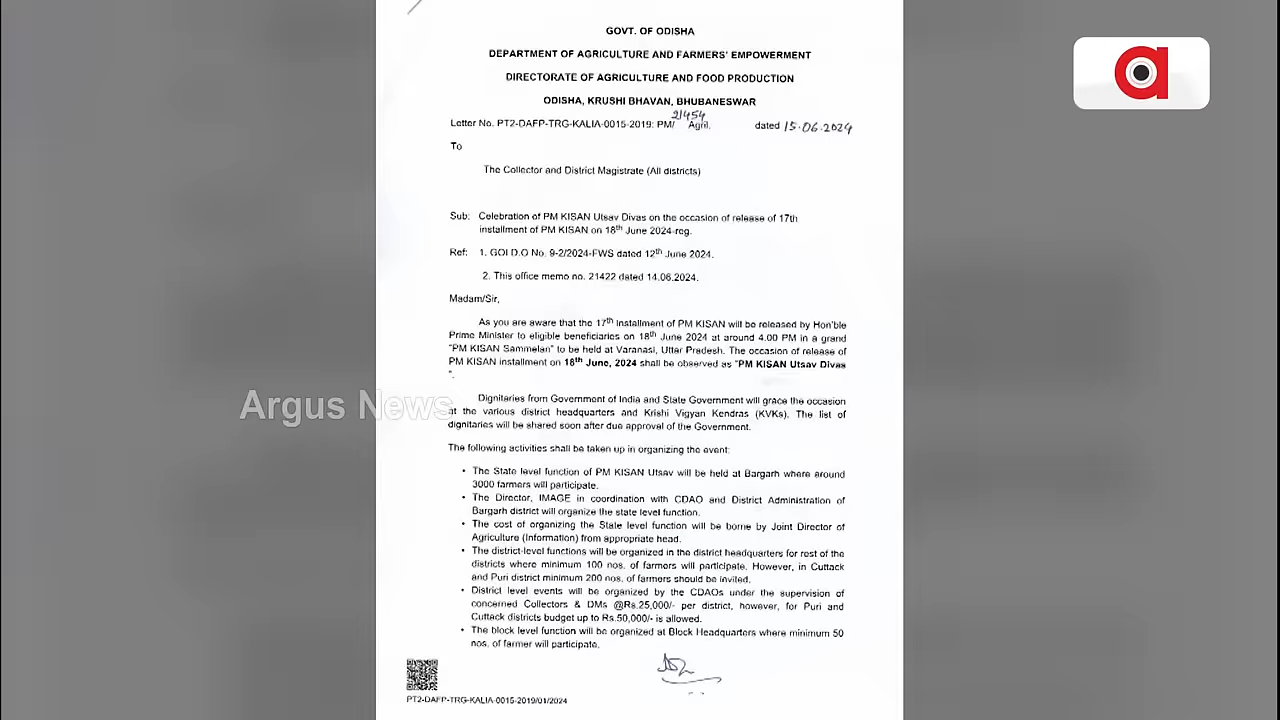 GOVT. OF ODISHA
DEPARTMENT OF AGRICULTURE AND FARMERS' EMPOWERMENT
DIRECTORATE OF AGRICULTURE AND FOOD PRODUCTION
ODISHA, KRUSHI BHAVAN, BHUBANESWAR
21454
Letter No. PT2-DAFP-TRG-KALIA-0015-2019: PM/ Agril. dated 15.06.2024
To
The Collector and District Magistrate (All districts)
Sub: Celebration of PM KISAN Utsav Divas on the occasion of release of 17th
installment of PM KISAN on 18th June 2024-reg.
Ref: 1. GOI D.O No. 9-2/2024-FWS dated 12th June 2024.
2. This office memo no. 21422 dated 14.06.2024.
Madam/Sir,
As you are aware that the 17th installment of PM KISAN will be released by Hon'ble
Prime Minister to eligible beneficiaries on 18th June 2024 at around 4.00 PM in a grand
"PM KISAN Sammelan" to be held at Varanasi, Uttar Pradesh. The occasion of release of
PM KISAN installment on 18th June, 2024 shall be observed as "PM KISAN Utsav Divas
".
Dignitaries from Government of India and State Government will grace the occasion
at the various district headquarters and Krishi Vigyan Kendras (KVKs). The list of
dignitaries will be shared soon after due approval of the Government.
The following activities shall be taken up in organizing the event:
• The State level function of PM KISAN Utsav will be held at Bargarh where around
3000 farmers will participate.
• The Director, IMAGE in coordination with CDAO and District Administration of
Bargarh district will organize the state level function.
• The cost of organizing the State level function will be borne by Joint Director of
Agriculture (Information) from appropriate head.
• The district-level functions will be organized in the district headquarters for rest of the
districts where minimum 100 nos. of farmers will participate. However, in Cuttack
and Puri district minimum 200 nos. of farmers should be invited.
• District level events will be organized by the CDAOs under the supervision of
concerned Collectors & DMs @Rs.25,000/- per district, however, for Puri and
Cuttack districts budget up to Rs.50,000/- is allowed.
• The block level function will be organized at Block Headquarters where minimum 50
nos. of farmer will participate.
PT2-DAFP-TRG-KALIA-0015-2019/01/2024
Argus News
a